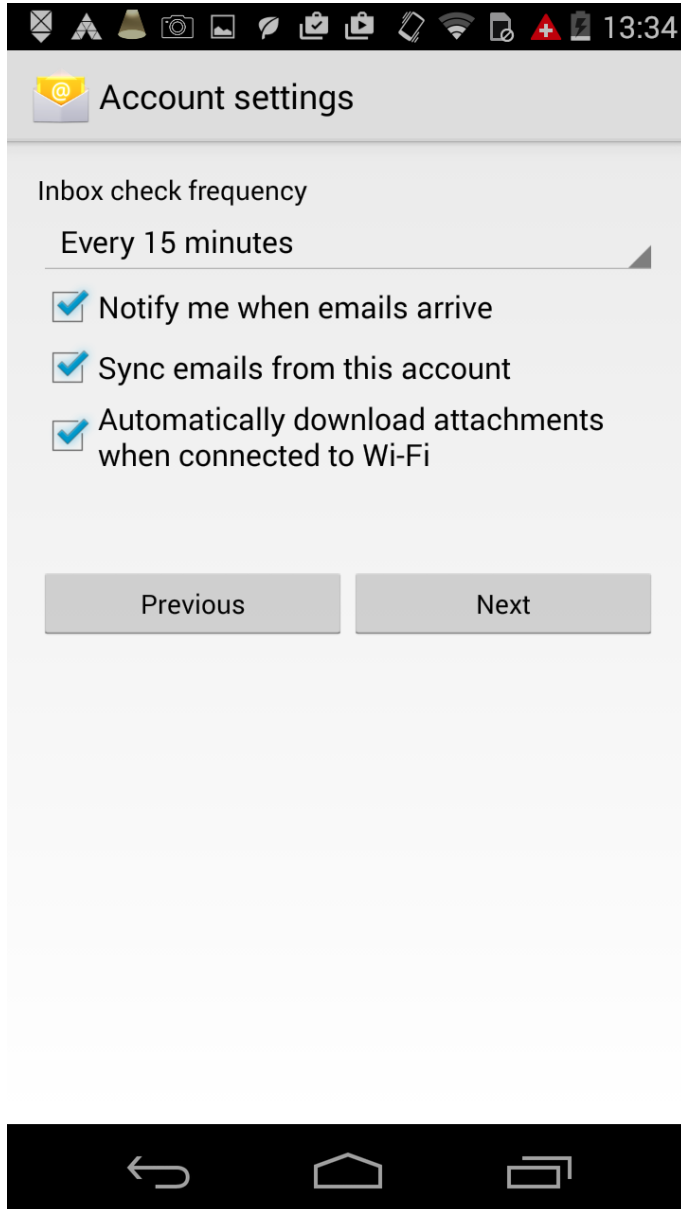 13:34
@
Account settings
Inbox check frequency
Every 15 minutes
Notify me when emails arrive
Sync emails from this account
Automatically download attachments
when connected to Wi-Fi
Previous
Next